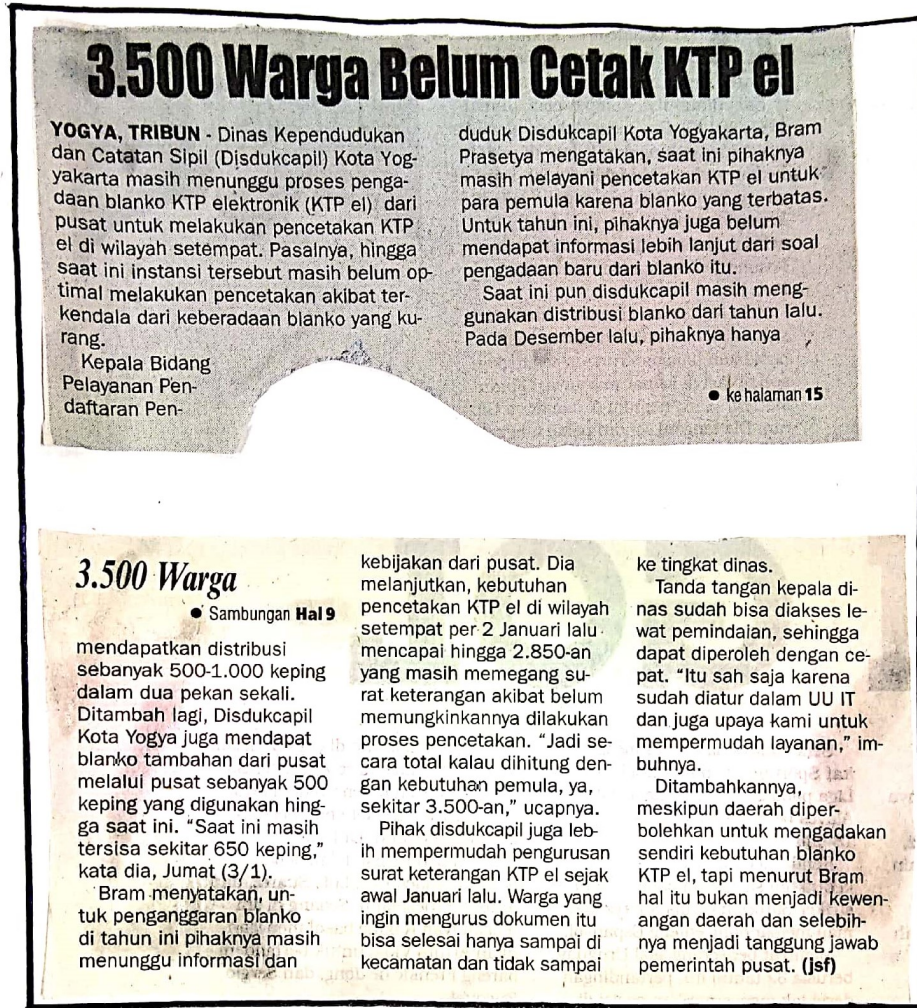 3.500 Warga Belum Cetak KTP el
YOGYA, TRIBUN - Dinas Kependudukan
dan Catatan Sipil (Disdukcapil) Kota Yog-
yakarta masih menunggu proses penga-
daan blanko KTP elektronik (KTP el) dari
pusat untuk melakukan pencetakan KTP
el di wilayah setempat. Pasalnya, hingga
saat ini instansi tersebut masih belum op-
timal melakukan pencetakan akibat ter-
kendala dari keberadaan blanko yang ku-
rang.
Kepala Bidang
Pelayanan Pen-
daftaran Pen-
duduk Disdukcapil Kota Yogyakarta, Bram
Prasetya mengatakan, saat ini pihaknya
masih melayani pencetakan KTP el untuk
para pemula karena blanko yang terbatas.
Untuk tahun ini, pihaknya juga belum
mendapat informasi lebih lanjut dari soal
pengadaan baru dari blanko itu.
Saat ini pun disdukcapil masih meng-
gunakan distribusi blanko dari tahun lalu.
Pada Desember lalu, pihaknya hanya
● ke halaman 15
3.500 Warga
● Sambungan Hal 9
mendapatkan distribusi
sebanyak 500-1.000 keping
dalam dua pekan sekali.
Ditambah lagi, Disdukcapil
Kota Yogya juga mendapat
blanko tambahan dari pusat
melalui pusat sebanyak 500
keping yang digunakan hing-
ga saat ini. “Saat ini masih
tersisa sekitar 650 keping,”
kata dia, Jumat (3/1).
Bram menyatakan, un-
tuk penganggaran blanko
di tahun ini pihaknya masih
menunggu informasi dan
kebijakan dari pusat. Dia
melanjutkan, kebutuhan
pencetakan KTP el di wilayah
setempat per 2 Januari lalu
mencapai hingga 2.850-an
yang masih memegang su-
rat keterangan akibat belum
memungkinkannya dilakukan
proses pencetakan. “Jadi se-
cara total kalau dihitung den-
gan kebutuhan pemula, ya,
sekitar 3.500-an,” ucapnya.
Pihak disdukcapil juga leb-
ih mempermudah pengurusan
surat keterangan KTP el sejak
awal Januari lalu. Warga yang
ingin mengurus dokumen itu
bisa selesai hanya sampai di
kecamatan dan tidak sampai
ke tingkat dinas.
Tanda tangan kepala di-
nas sudah bisa diakses le-
wat pemindaian, sehingga
dapat diperoleh dengan ce-
pat. “Itu sah saja karena
sudah diatur dalam UU IT
dan juga upaya kami untuk
mempermudah layanan,” im-
buhnya.
Ditambahkannya,
meskipun daerah diper-
bolehkan untuk mengadakan
sendiri kebutuhan blanko
KTP el, tapi menurut Bram
hal itu bukan menjadi kewen-
angan daerah dan selebih-
nya menjadi tanggung jawab
pemerintah pusat. (jsf)